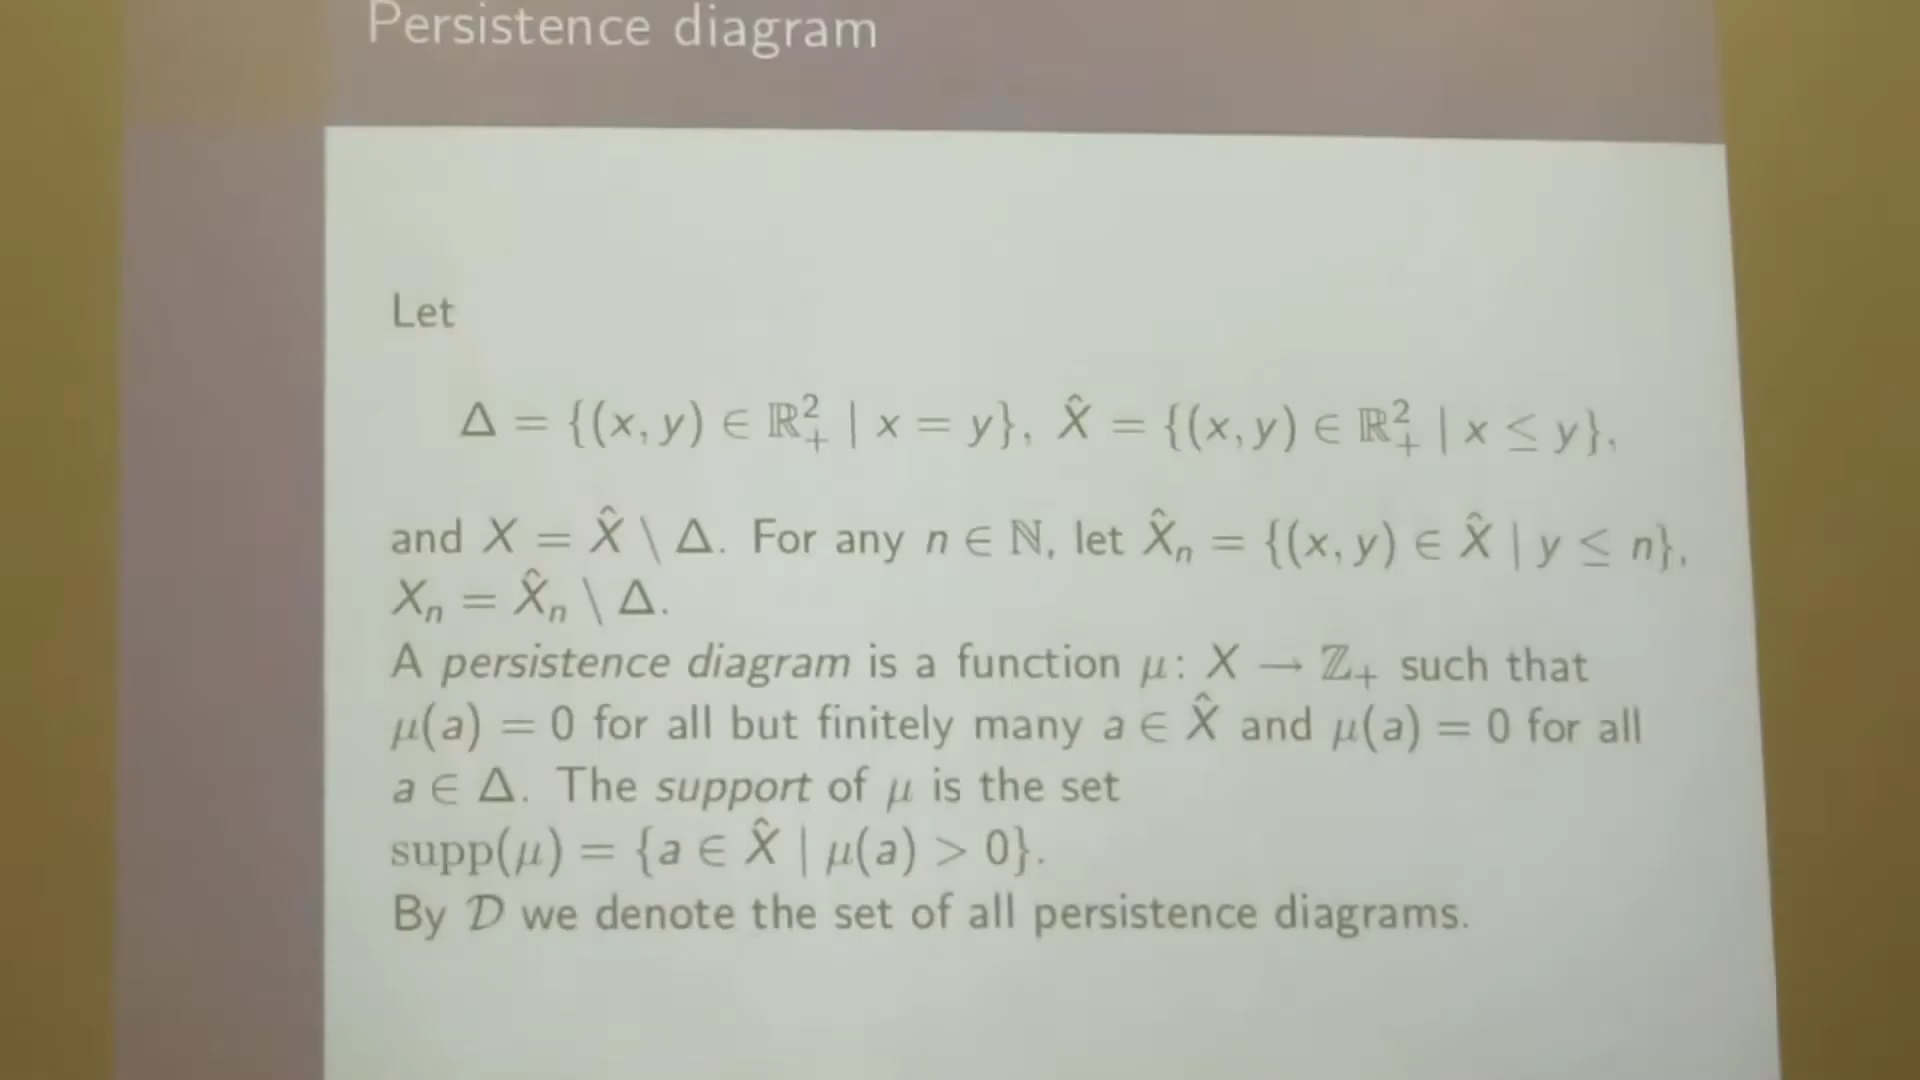 Persistence diagram
Let
Δ = {(x, y) ∈ ℝ²₊ | x = y}, X̂ = {(x, y) ∈ ℝ²₊ | x ≤ y},
and X = X̂ \ Δ. For any n ∈ ℕ, let X̂ₙ = {(x, y) ∈ X̂ | y ≤ n},
Xₙ = X̂ₙ \ Δ.
A persistence diagram is a function μ: X → ℤ₊ such that
μ(a) = 0 for all but finitely many a ∈ X̂ and μ(a) = 0 for all
a ∈ Δ. The support of μ is the set
supp(μ) = {a ∈ X̂ | μ(a) > 0}.
By 𝒟 we denote the set of all persistence diagrams.